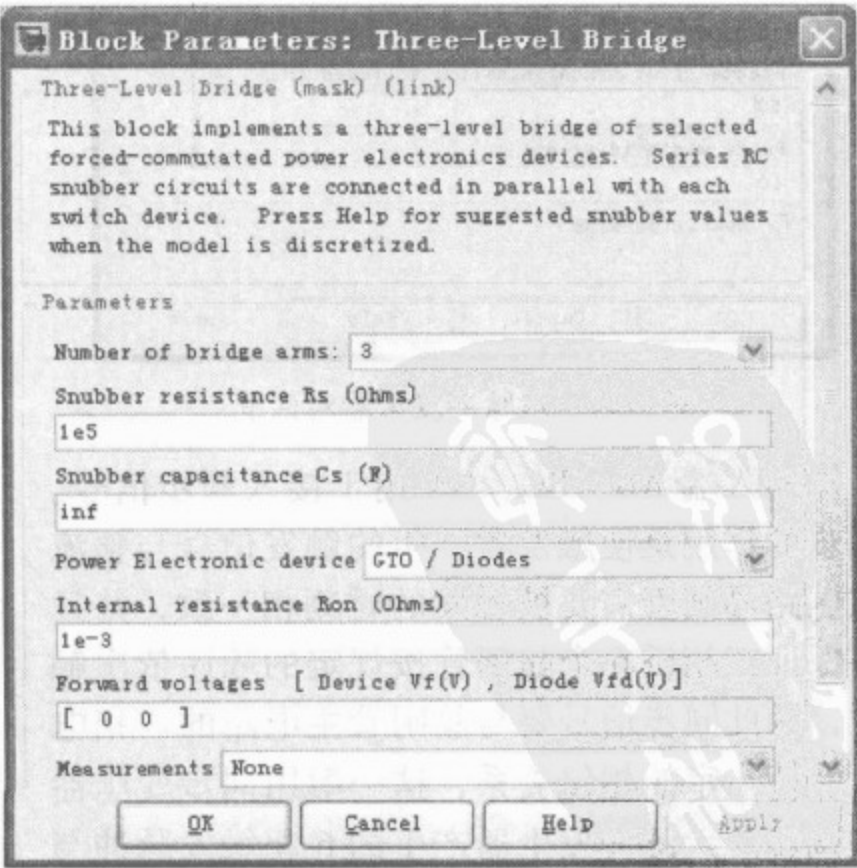 Block Parameters: Three-Level Bridge
Three-Level Bridge (mask) (link)
This block implements a three-level bridge of selected
forced-commutated power electronics devices. Series RC
snubber circuits are connected in parallel with each
switch device. Press Help for suggested snubber values
when the model is discretized.
Parameters
Number of bridge arms: 3
Snubber resistance Rs (Ohms)
1e5
Snubber capacitance Cs (F)
inf
Power Electronic device GTO / Diodes
Internal resistance Ron (Ohms)
1e-3
Forward voltages [ Device Vf(V) , Diode Vfd(V)]
[ 0 0 ]
Measurements None
OK Cancel Help Apply